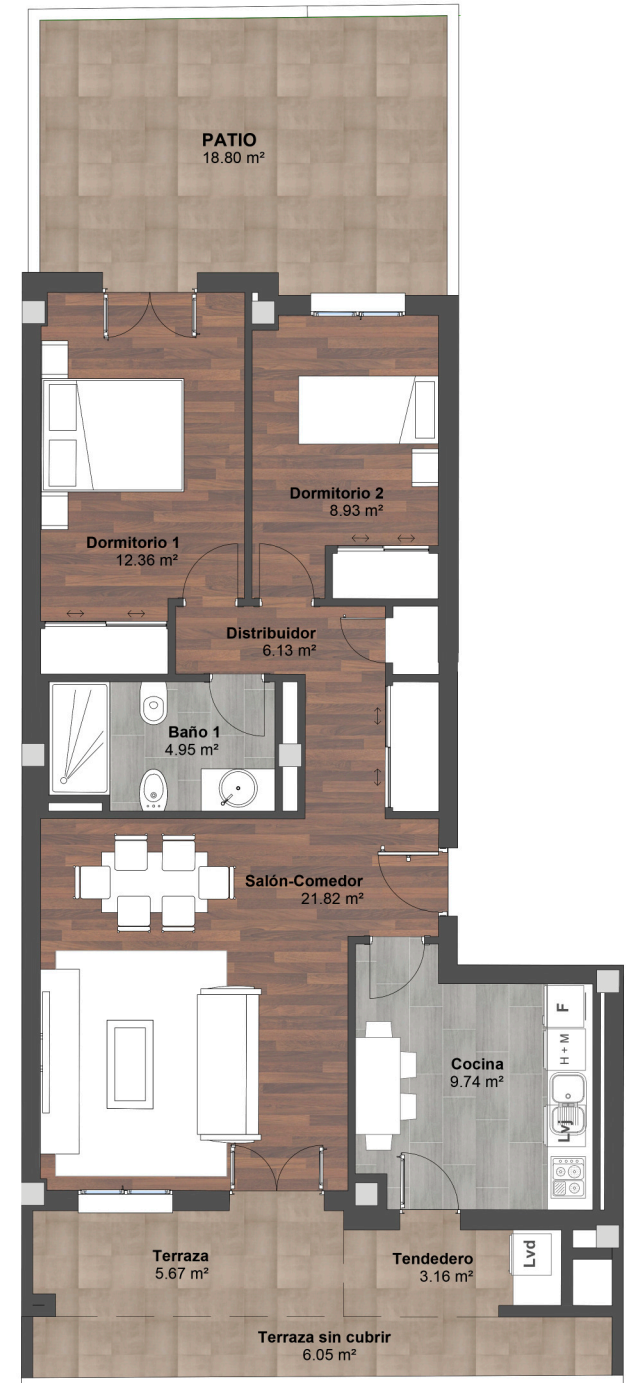 PATIO
18.80 m²
Dormitorio 2
8.93 m²
Dormitorio 1
12.36 m²
Distribuidor
6.13 m²
Baño 1
4.95 m²
Salón-Comedor
21.82 m²
F
H + M
Cocina
9.74 m²
Lvj
Terraza
5.67 m²
Tendedero
3.16 m²
Lvd
Terraza sin cubrir
6.05 m²